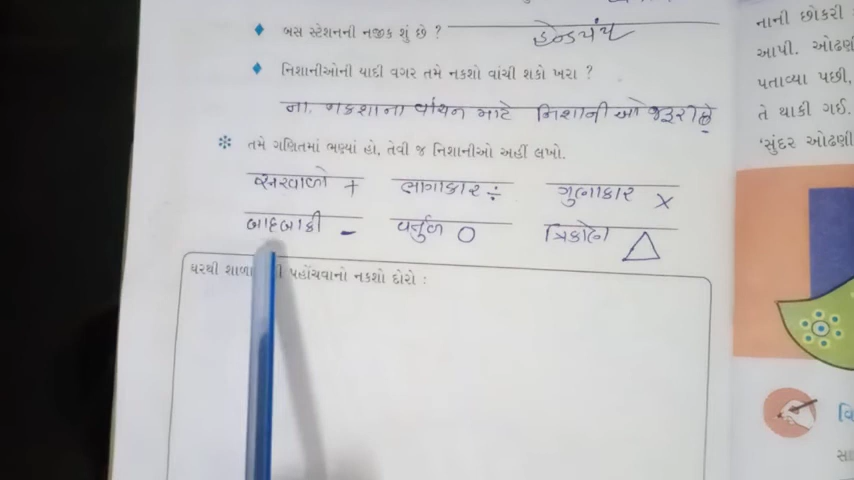 બસ સ્ટેશનની નજીક શું છે ? હેન્ડપંપ
નિશાનીઓની યાદી વગર તમે નકશો વાંચી શકો ખરા ?
ના, નકશાના વાંચન માટે નિશાનીઓ જરૂરી છે.
તમે ગણિતમાં ભણ્યાં હો, તેવી જ નિશાનીઓ અહીં લખો.
સરવાળો + ભાગાકાર ÷ ગુણાકાર ×
બાદબાકી - વર્તુળ ○ ત્રિકોણ △
ઘરથી શાળા પહોંચવાનો નકશો દોરો :
નાની છોકરી
આપી. ઓઢણી
પતાવ્યા પછી,
તે થાકી ગઈ.
'સુંદર ઓઢણી
વિ